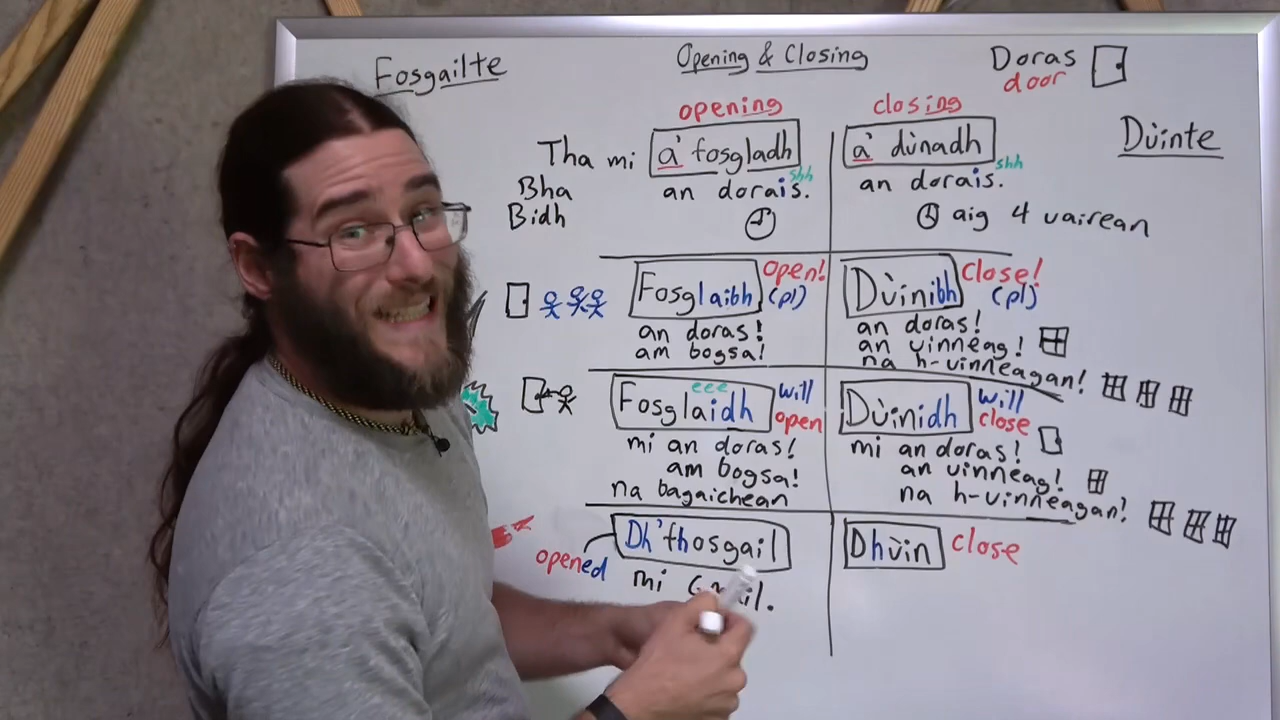 Fosgailte
Opening & Closing
Doras
door
opening
closing
Dùinte
Tha mi a' fosgladh
Bha
Bidh
an dorais.
shh
a' dùnadh
an dorais.
shh
aig 4 uairean
Fosglaibh open!
(pl)
an doras!
am bogsa!
Dùinibh close!
(pl)
an doras!
an uinneag!
na h-uinneagan!
eee
Fosglaidh will
open
mi an doras!
am bogsa!
na bagaichean
Dùinidh will
close
mi an doras!
an uinneag!
na h-uinneagan!
Dh'fhosgail
opened
mi
Dhùin close